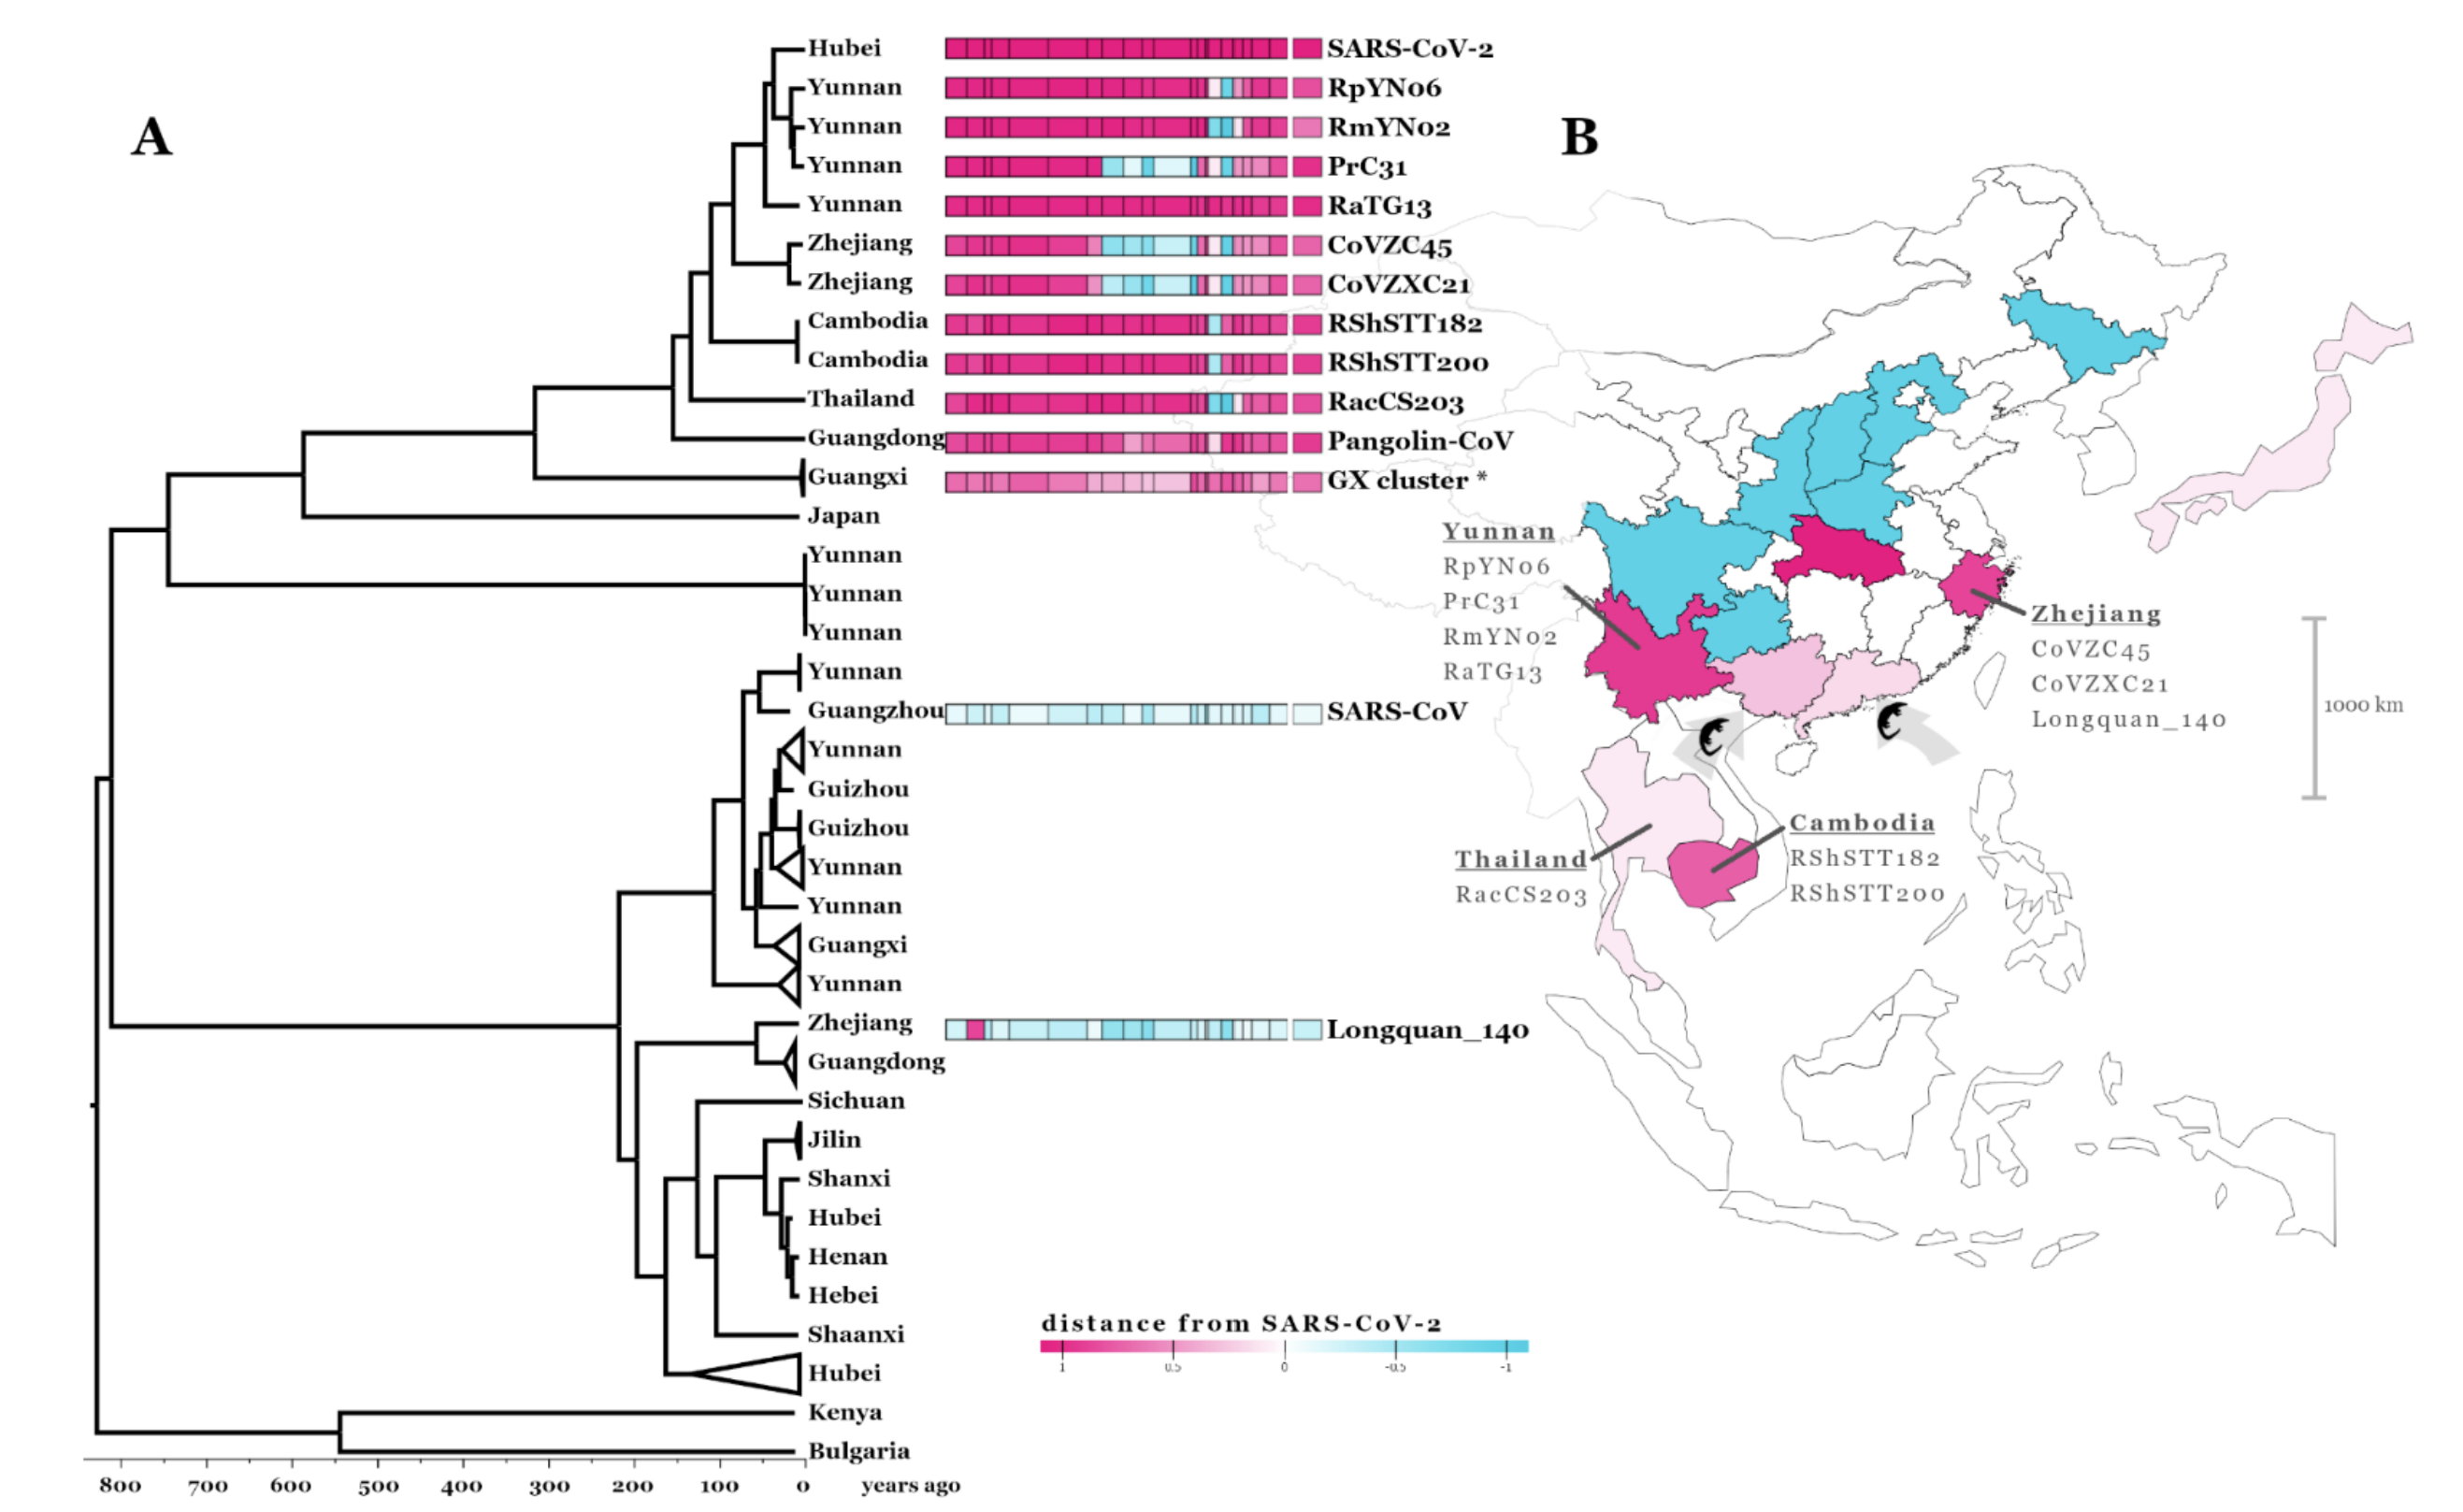 A
Hubei
SARS-CoV-2
Yunnan
RpYN06
Yunnan
RmYN02
Yunnan
PrC31
Yunnan
RaTG13
Zhejiang
CoVZC45
Zhejiang
CoVZXC21
Cambodia
RShSTT182
Cambodia
RShSTT200
Thailand
RacCS203
Guangdong
Pangolin-CoV
Guangxi
GX cluster *
Japan
Yunnan
Yunnan
Yunnan
Yunnan
Guangzhou
SARS-CoV
Yunnan
Guizhou
Guizhou
Yunnan
Yunnan
Guangxi
Yunnan
Zhejiang
Longquan_140
Guangdong
Sichuan
Jilin
Shanxi
Hubei
Henan
Hebei
Shaanxi
Hubei
Kenya
Bulgaria
800 700 600 500 400 300 200 100 0 years ago
distance from SARS-CoV-2
1 0.5 0 -0.5 -1
B
Yunnan
RpYN06
PrC31
RmYN02
RaTG13
Zhejiang
CoVZC45
CoVZXC21
Longquan_140
1000 km
Cambodia
RShSTT182
RShSTT200
Thailand
RacCS203